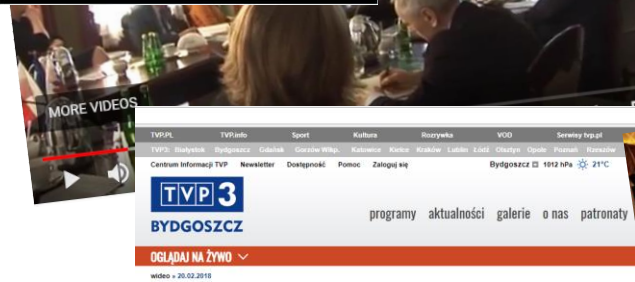 MORE VIDEOS
TVP.PL TVP.info Sport Kultura Rozrywka VOD Serwisy tvp.pl
TVP3: Białystok Bydgoszcz Gdańsk Gorzów Wlkp. Katowice Kielce Kraków Lublin Łódź Olsztyn Opole Poznań Rzeszów
Centrum Informacji TVP Newsletter Dostępność Pomoc Zaloguj się Bydgoszcz 1012 hPa 21°C
TVP3
BYDGOSZCZ
programy aktualności galerie o nas patronaty
OGLĄDAJ NA ŻYWO
wideo » 20.02.2018